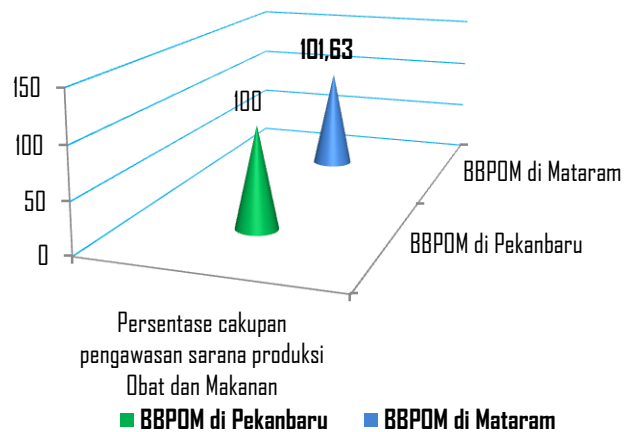 101,63
100
150
100
50
0
BBPOM di Mataram
BBPOM di Pekanbaru
Persentase cakupan
pengawasan sarana produksi
Obat dan Makanan
BBPOM di Pekanbaru BBPOM di Mataram